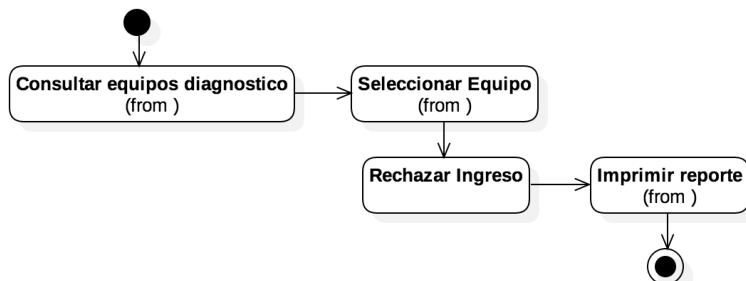 Consultar equipos diagnostico
(from )
Seleccionar Equipo
(from )
Rechazar Ingreso
Imprimir reporte
(from )